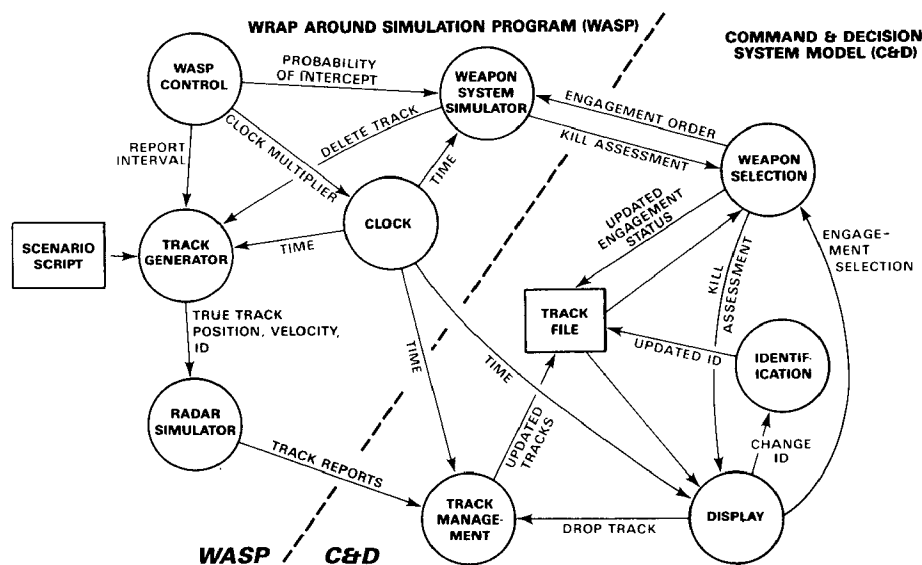 WRAP AROUND SIMULATION PROGRAM (WASP)
COMMAND & DECISION
SYSTEM MODEL (C&D)
WASP
CONTROL
PROBABILITY
OF INTERCEPT
WEAPON
SYSTEM
SIMULATOR
ENGAGEMENT ORDER
KILL ASSESSMENT
WEAPON
SELECTION
REPORT
INTERVAL
CLOCK MULTIPLIER
DELETE TRACK
TIME
CLOCK
SCENARIO
SCRIPT
TRACK
GENERATOR
TIME
UPDATED
ENGAGEMENT
STATUS
KILL
ASSESSMENT
ENGAGE-
MENT
SELECTION
TRUE TRACK
POSITION, VELOCITY,
ID
TRACK
FILE
UPDATED ID
IDENTIF-
ICATION
TIME
TIME
RADAR
SIMULATOR
TRACK REPORTS
UPDATED
TRACKS
CHANGE
ID
TRACK
MANAGE-
MENT
DROP TRACK
DISPLAY
WASP
C&D